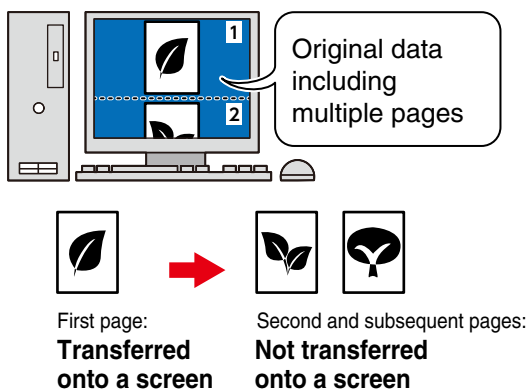 1
Original data
including
multiple pages
2
First page:
Transferred
onto a screen
Second and subsequent pages:
Not transferred
onto a screen